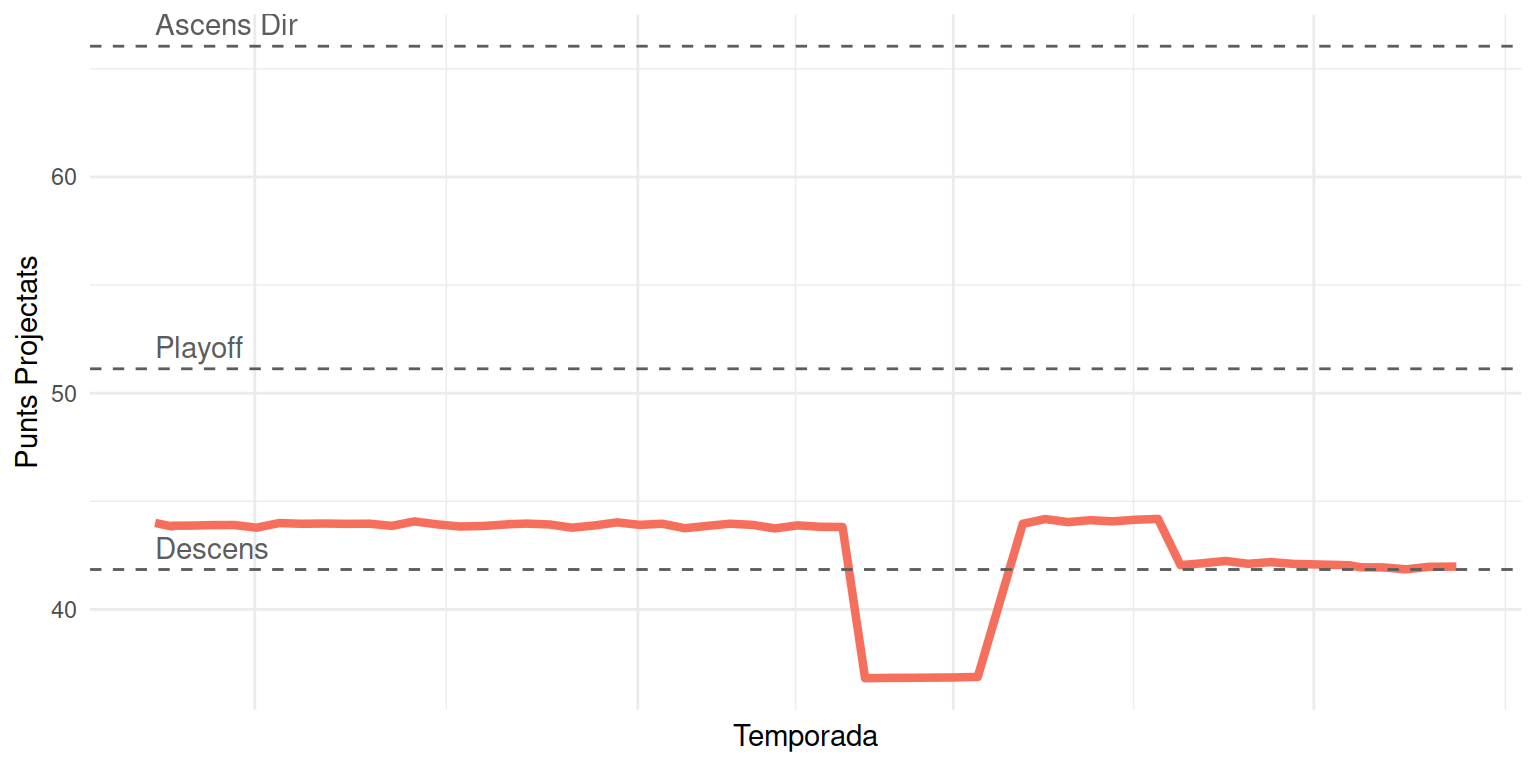 Ascens Dir
60
Playoff
50
Descens
40
Punts Projectats
Temporada